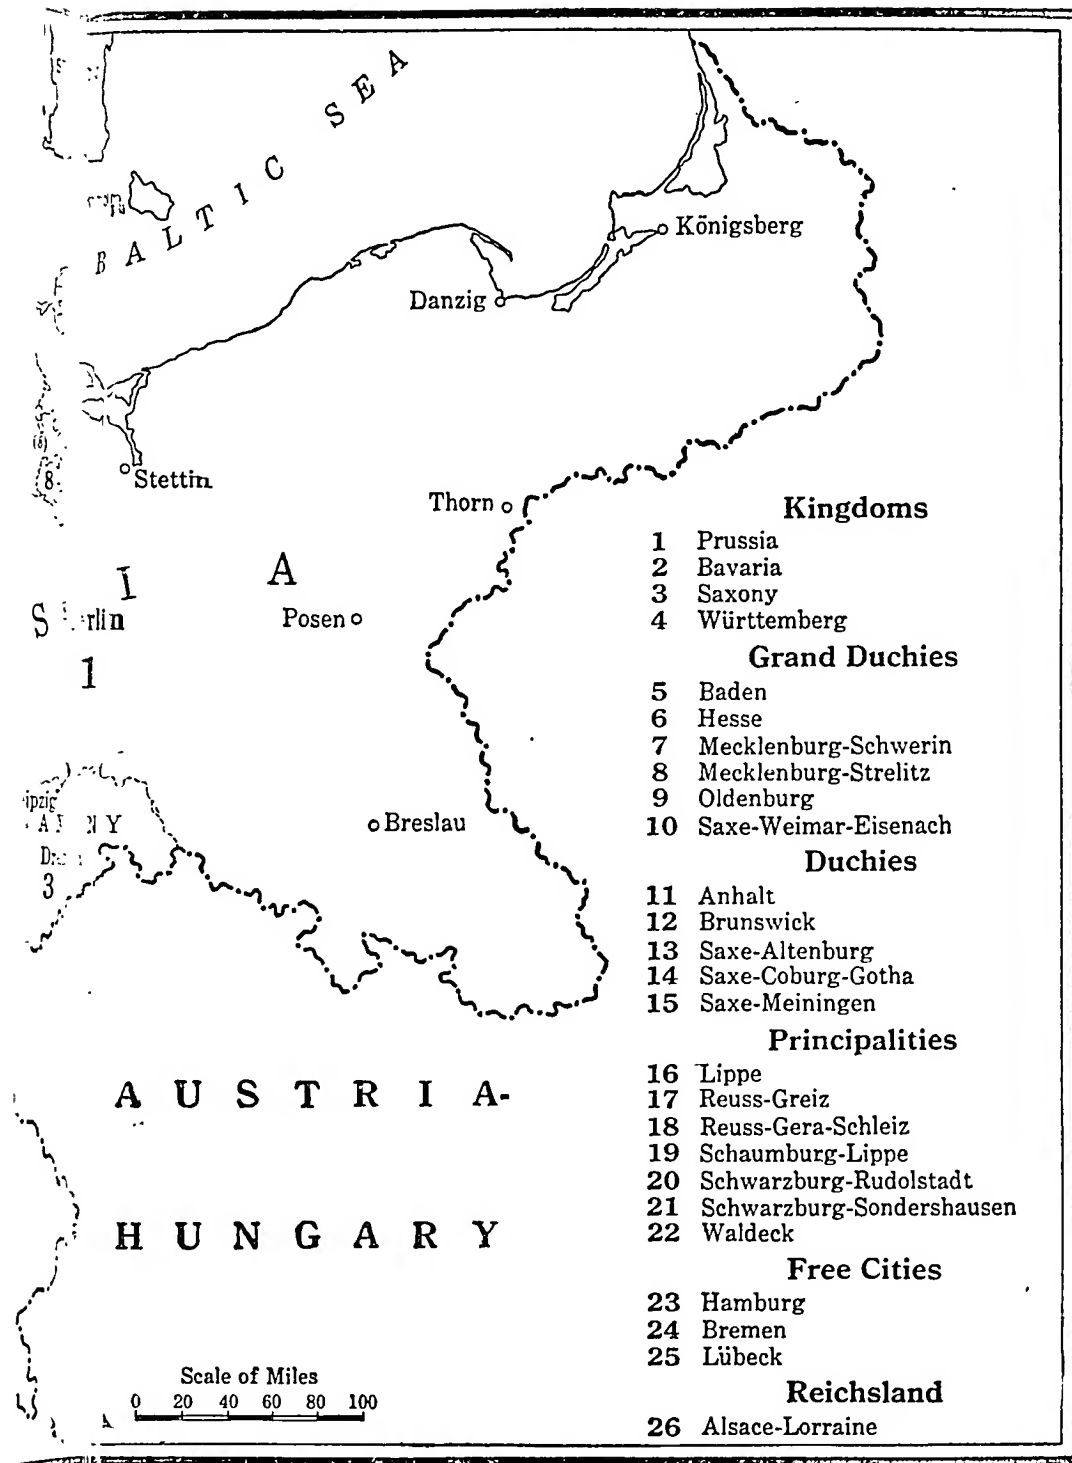 BALTIC SEA
Königsberg
Danzig
(8)
8
Stettin
Thorn
I A
Posen
1
Breslau
3
AUSTRIA-
HUNGARY
Scale of Miles
0 20 40 60 80 100
Kingdoms
1 Prussia
2 Bavaria
3 Saxony
4 Württemberg
Grand Duchies
5 Baden
6 Hesse
7 Mecklenburg-Schwerin
8 Mecklenburg-Strelitz
9 Oldenburg
10 Saxe-Weimar-Eisenach
Duchies
11 Anhalt
12 Brunswick
13 Saxe-Altenburg
14 Saxe-Coburg-Gotha
15 Saxe-Meiningen
Principalities
16 Lippe
17 Reuss-Greiz
18 Reuss-Gera-Schleiz
19 Schaumburg-Lippe
20 Schwarzburg-Rudolstadt
21 Schwarzburg-Sondershausen
22 Waldeck
Free Cities
23 Hamburg
24 Bremen
25 Lübeck
Reichsland
26 Alsace-Lorraine